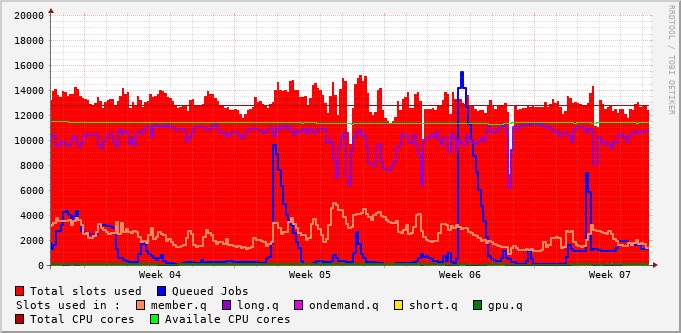 20000
18000
16000
14000
12000
10000
8000
6000
4000
2000
0
Week 04 Week 05 Week 06 Week 07
RRDTOOL / TOBI OETIKER
Total slots used Queued Jobs
Slots used in : member.q long.q ondemand.q short.q gpu.q
Total CPU cores Availale CPU cores